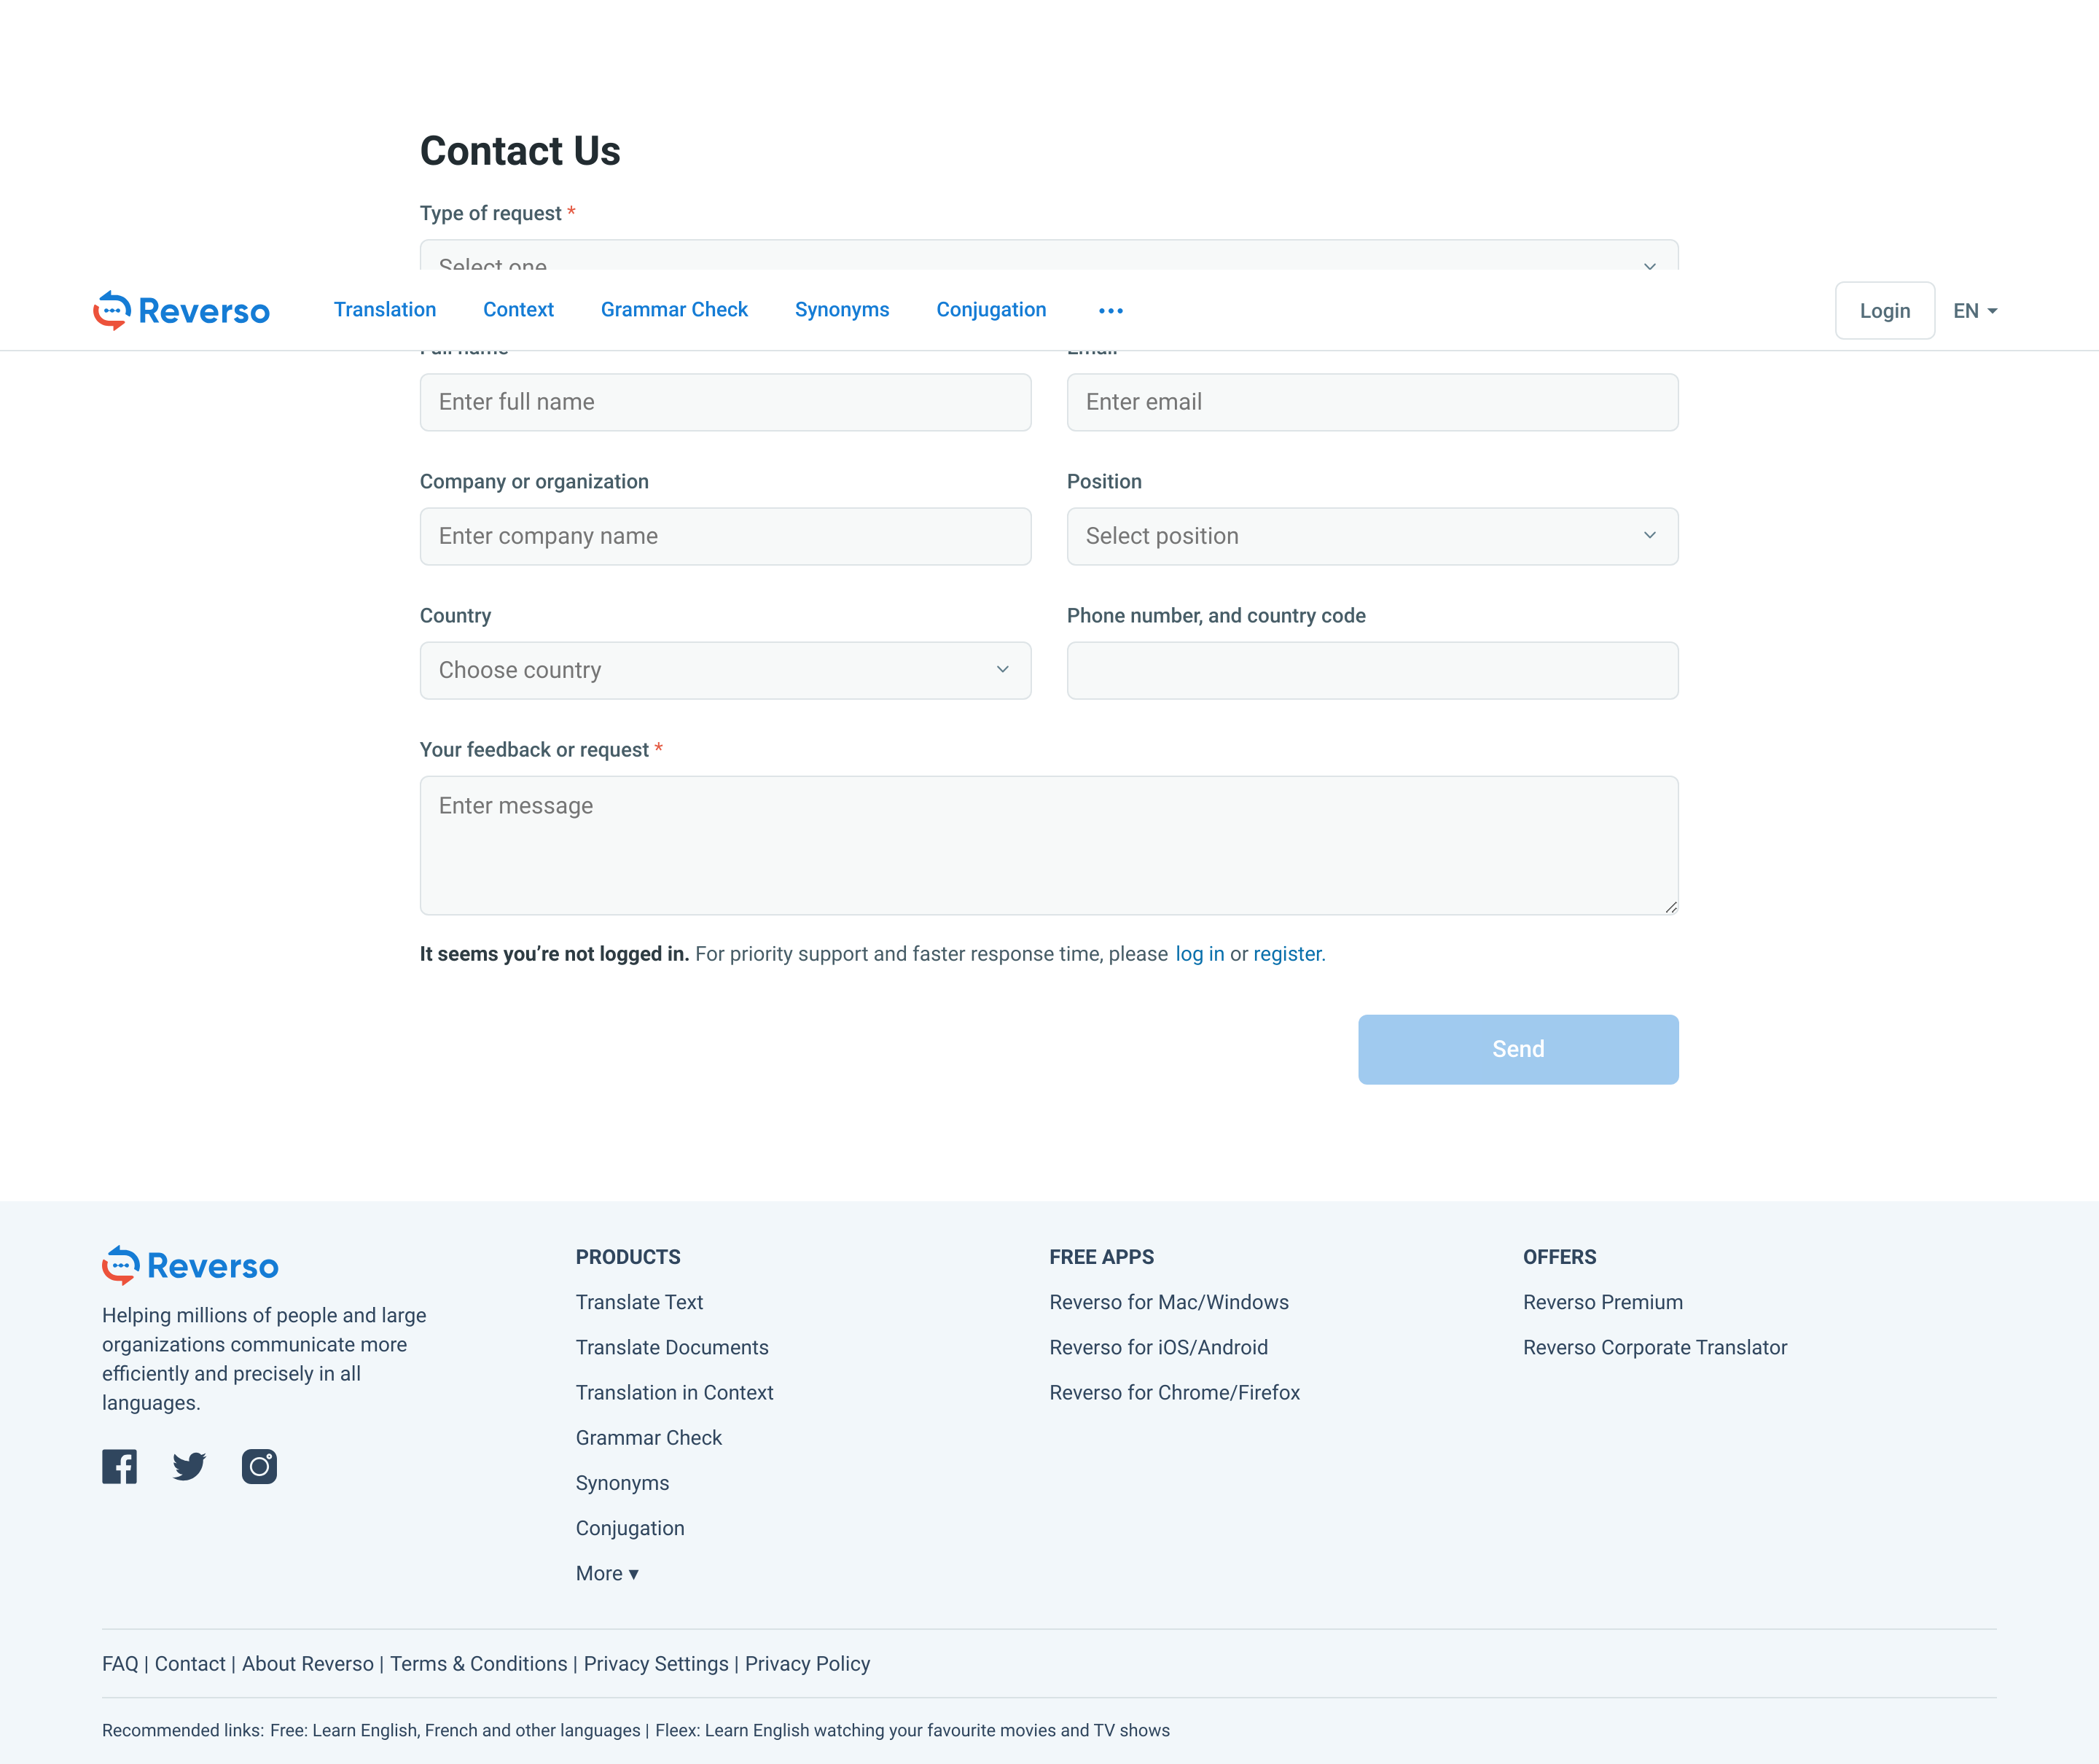 Contact Us
Type of request *
Select one
Reverso
Translation
Context
Grammar Check
Synonyms
Conjugation
Login
EN
Full name
Email
Enter full name
Enter email
Company or organization
Position
Enter company name
Select position
Country
Phone number, and country code
Choose country
Your feedback or request *
Enter message
It seems you’re not logged in. For priority support and faster response time, please log in or register.
Send
Reverso
Helping millions of people and large
organizations communicate more
efficiently and precisely in all
languages.
PRODUCTS
Translate Text
Translate Documents
Translation in Context
Grammar Check
Synonyms
Conjugation
More ▾
FREE APPS
Reverso for Mac/Windows
Reverso for iOS/Android
Reverso for Chrome/Firefox
OFFERS
Reverso Premium
Reverso Corporate Translator
FAQ | Contact | About Reverso | Terms & Conditions | Privacy Settings | Privacy Policy
Recommended links: Free: Learn English, French and other languages | Fleex: Learn English watching your favourite movies and TV shows